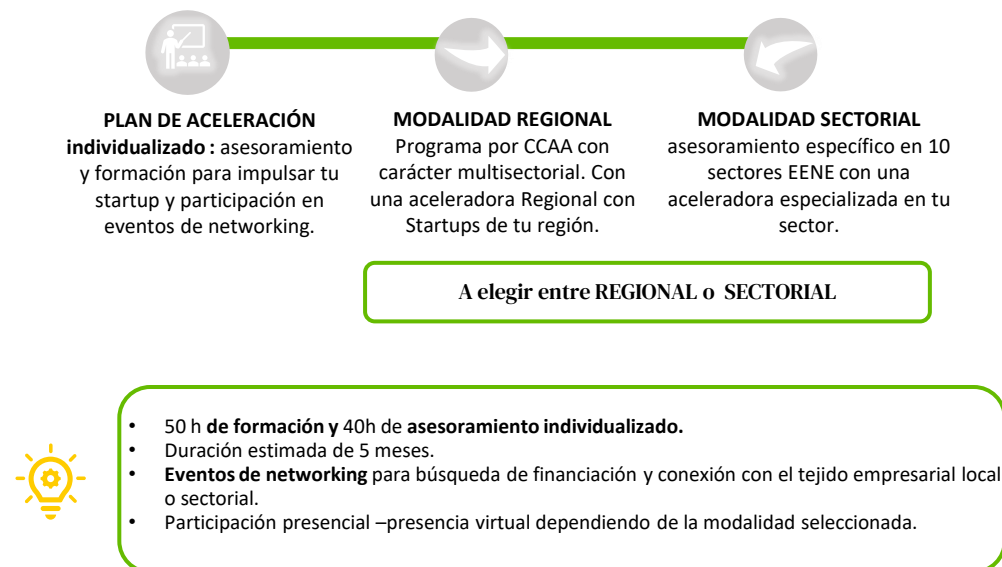 PLAN DE ACELERACIÓN
individualizado : asesoramiento
y formación para impulsar tu
startup y participación en
eventos de networking.
MODALIDAD REGIONAL
Programa por CCAA con
carácter multisectorial. Con
una aceleradora Regional con
Startups de tu región.
MODALIDAD SECTORIAL
asesoramiento específico en 10
sectores EENE con una
aceleradora especializada en tu
sector.
A elegir entre REGIONAL o SECTORIAL
• 50 h de formación y 40h de asesoramiento individualizado.
• Duración estimada de 5 meses.
• Eventos de networking para búsqueda de financiación y conexión con el tejido empresarial local
o sectorial.
• Participación presencial –presencia virtual dependiendo de la modalidad seleccionada.